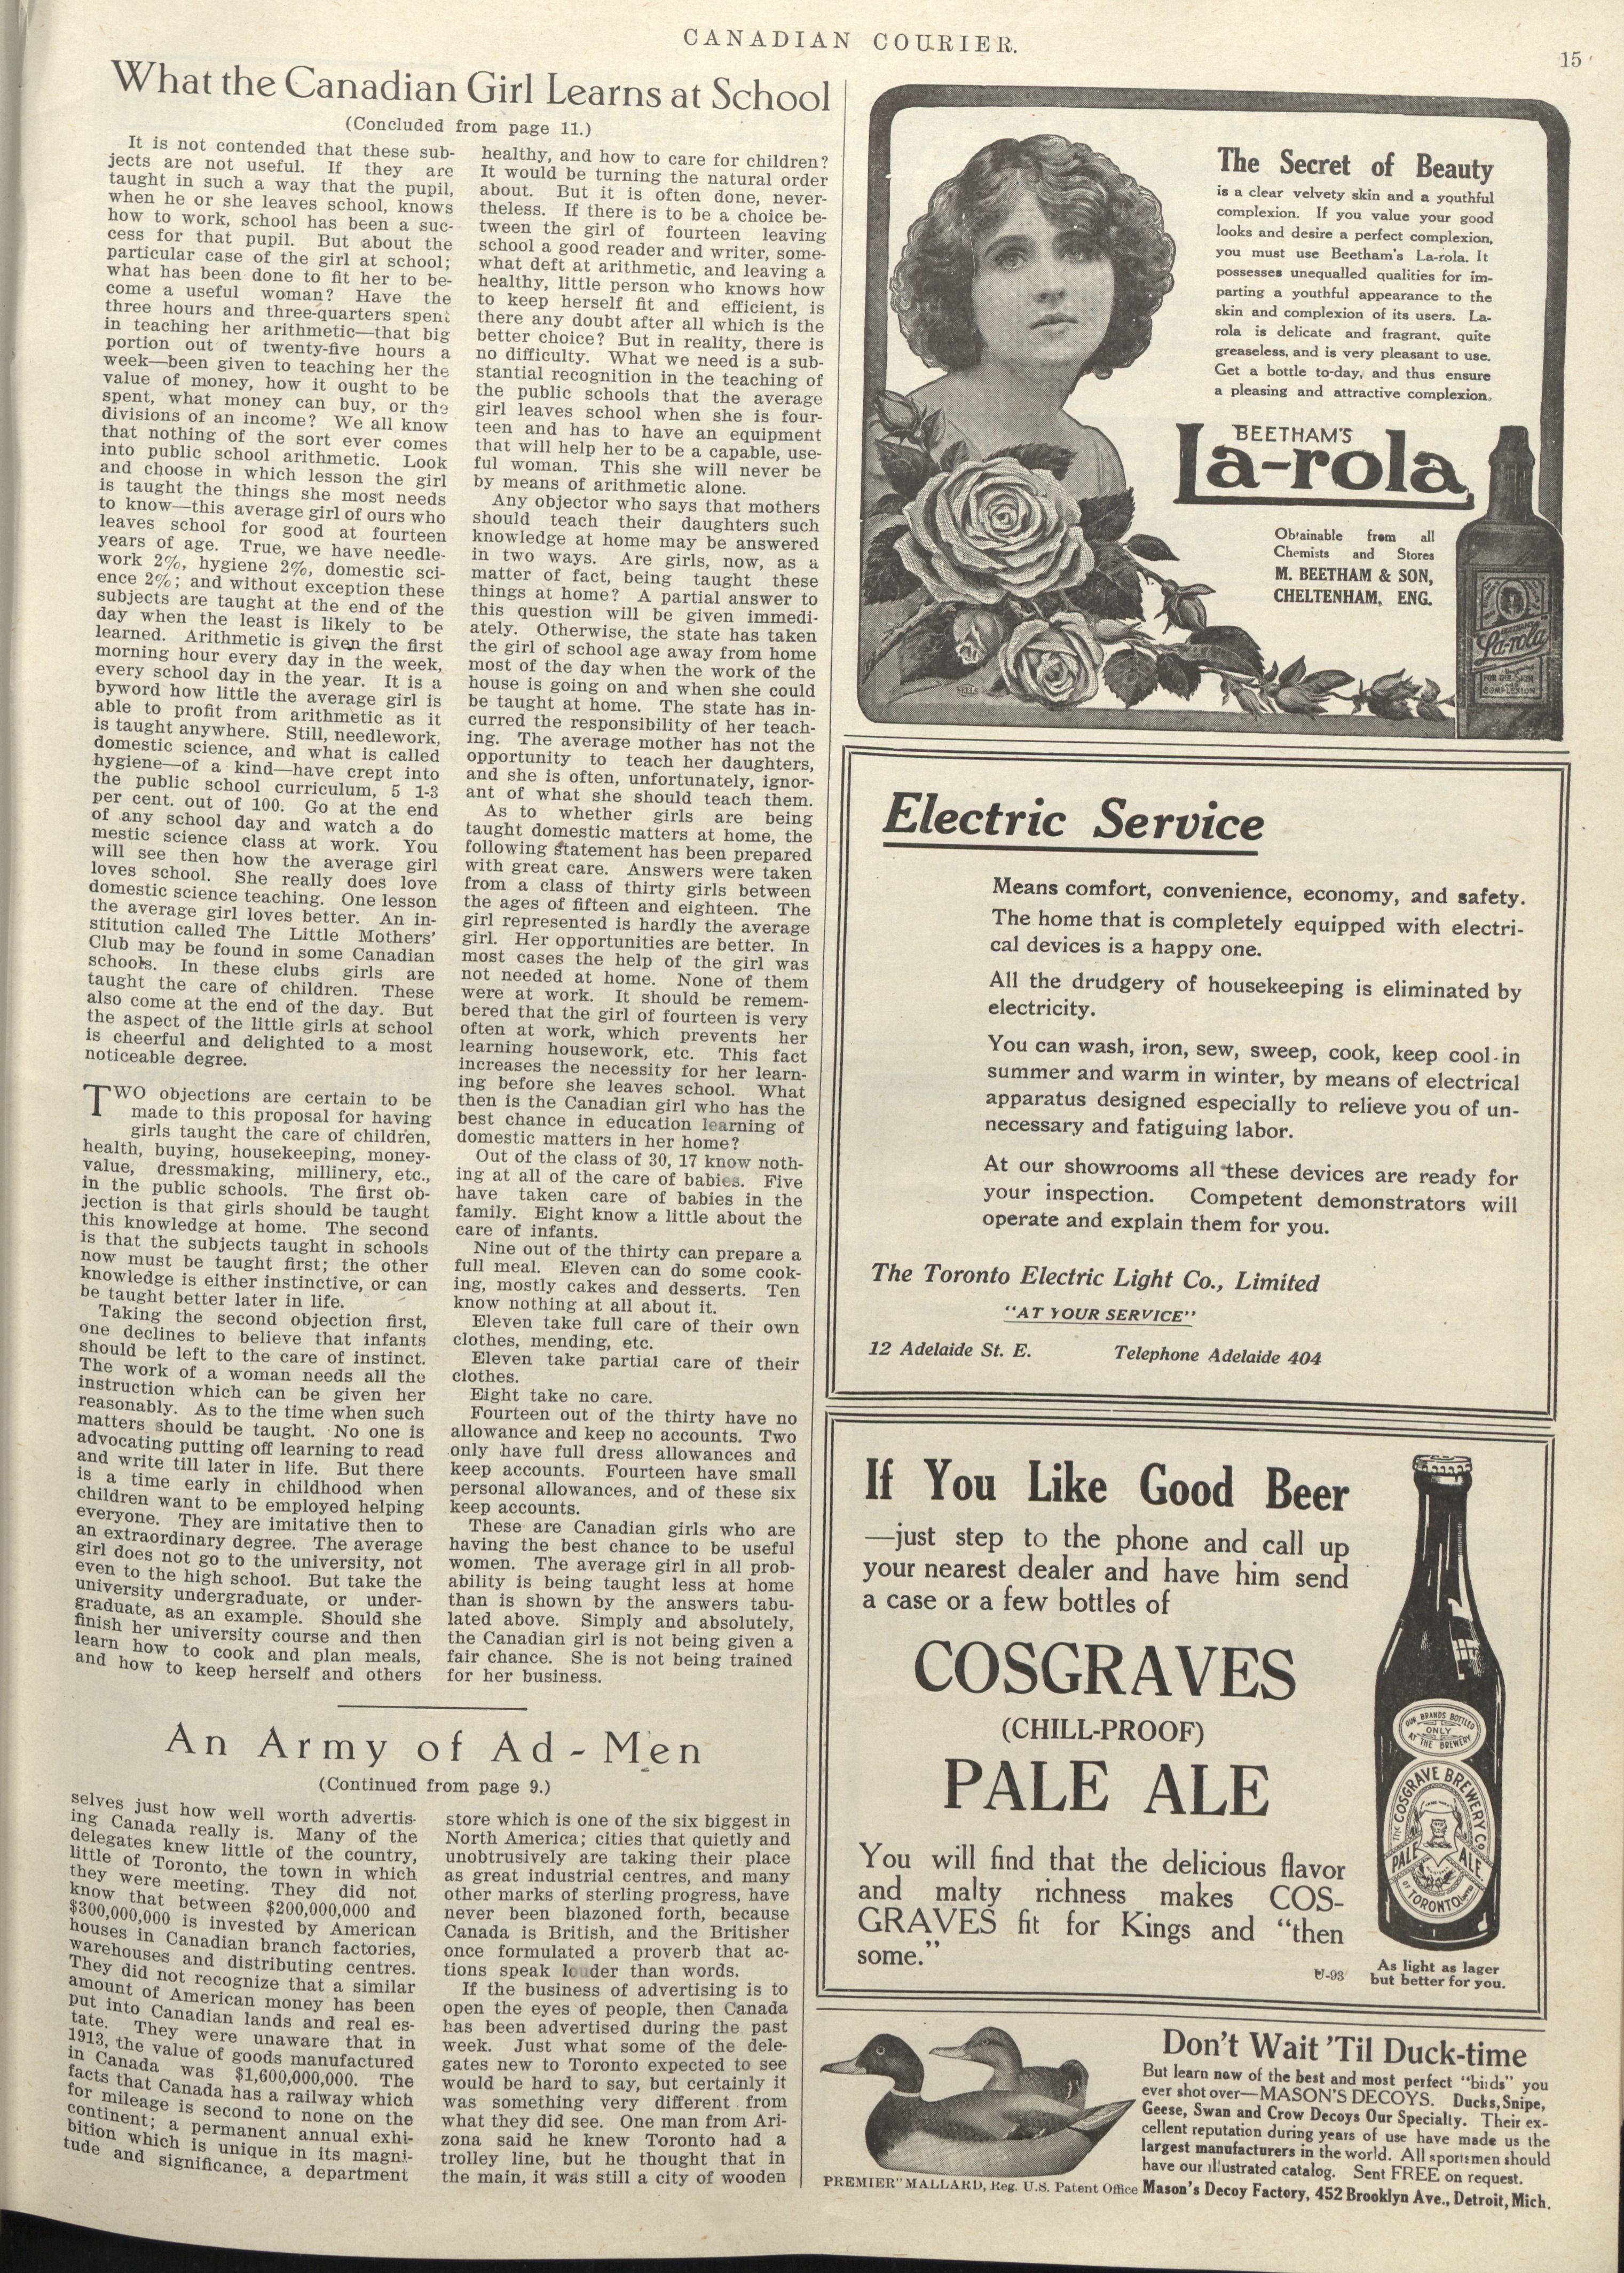 CANADIAN COURIER.
15
What the Canadian Girl Learns at School
(Concluded from page 11.)
It is not contended that these sub-
jects are not useful. If they are
taught in such a way that the pupil,
when he or she leaves school, knows
how to work, school has been a suc-
cess for that pupil. But about the
particular case of the girl at school;
what has been done to fit her to be-
come a useful woman? Have the
three hours and three-quarters spent
in teaching her arithmetic—that big
portion out of twenty-five hours a
week—been given to teaching her the
value of money, how it ought to be
spent, what money can buy, or the
divisions of an income? We all know
that nothing of the sort ever comes
into public school arithmetic. Look
and choose in which lesson the girl
is taught the things she most needs
to know—this average girl of ours who
leaves school for good at fourteen
years of age. True, we have needle-
work 2%, hygiene 2%, domestic sci-
ence 2%; and without exception these
subjects are taught at the end of the
day when the least is likely to be
learned. Arithmetic is given the first
morning hour every day in the week,
every school day in the year. It is a
byword how little the average girl is
able to profit from arithmetic as it
is taught anywhere. Still, needlework,
domestic science, and what is called
hygiene—of a kind—have crept into
the public school curriculum, 5 1-3
per cent. out of 100. Go at the end
of any school day and watch a do
mestic science class at work. You
will see then how the average girl
loves school. She really does love
domestic science teaching. One lesson
the average girl loves better. An in-
stitution called The Little Mothers'
Club may be found in some Canadian
schools. In these clubs girls are
taught the care of children. These
also come at the end of the day. But
the aspect of the little girls at school
is cheerful and delighted to a most
noticeable degree.
TWO objections are certain to be
made to this proposal for having
girls taught the care of children,
health, buying, housekeeping, money-
value, dressmaking, millinery, etc.,
in the public schools. The first ob-
jection is that girls should be taught
this knowledge at home. The second
is that the subjects taught in schools
now must be taught first; the other
knowledge is either instinctive, or can
be taught better later in life.
Taking the second objection first,
one declines to believe that infants
should be left to the care of instinct.
The work of a woman needs all the
instruction which can be given her
reasonably. As to the time when such
matters should be taught. No one is
advocating putting off learning to read
and write till later in life. But there
is a time early in childhood when
children want to be employed helping
everyone. They are imitative then to
an extraordinary degree. The average
girl does not go to the university, not
even to the high school. But take the
university undergraduate, or under-
graduate, as an example. Should she
finish her university course and then
learn how to cook and plan meals,
and how to keep herself and others
healthy, and how to care for children?
It would be turning the natural order
about. But it is often done, never-
theless. If there is to be a choice be-
tween the girl of fourteen leaving
school a good reader and writer, some-
what deft at arithmetic, and leaving a
healthy, little person who knows how
to keep herself fit and efficient, is
there any doubt after all which is the
better choice? But in reality, there is
no difficulty. What we need is a sub-
stantial recognition in the teaching of
the public schools that the average
girl leaves school when she is four-
teen and has to have an equipment
that will help her to be a capable, use-
ful woman. This she will never be
by means of arithmetic alone.
Any objector who says that mothers
should teach their daughters such
knowledge at home may be answered
in two ways. Are girls, now, as a
matter of fact, being taught these
things at home? A partial answer to
this question will be given immedi-
ately. Otherwise, the state has taken
the girl of school age away from home
most of the day when the work of the
house is going on and when she could
be taught at home. The state has in-
curred the responsibility of her teach-
ing. The average mother has not the
opportunity to teach her daughters,
and she is often, unfortunately, ignor-
ant of what she should teach them.
As to whether girls are being
taught domestic matters at home, the
following statement has been prepared
with great care. Answers were taken
from a class of thirty girls between
the ages of fifteen and eighteen. The
girl represented is hardly the average
girl. Her opportunities are better. In
most cases the help of the girl was
not needed at home. None of them
were at work. It should be remem-
bered that the girl of fourteen is very
often at work, which prevents her
learning housework, etc. This fact
increases the necessity for her learn-
ing before she leaves school. What
then is the Canadian girl who has the
best chance in education learning of
domestic matters in her home?
Out of the class of 30, 17 know noth-
ing at all of the care of babies. Five
have taken care of babies in the
family. Eight know a little about the
care of infants.
Nine out of the thirty can prepare a
full meal. Eleven can do some cook-
ing, mostly cakes and desserts. Ten
know nothing at all about it.
Eleven take full care of their own
clothes, mending, etc.
Eleven take partial care of their
clothes.
Eight take no care.
Fourteen out of the thirty have no
allowance and keep no accounts. Two
only have full dress allowances and
keep accounts. Fourteen have small
personal allowances, and of these six
keep accounts.
These are Canadian girls who are
having the best chance to be useful
women. The average girl in all prob-
ability is being taught less at home
than is shown by the answers tabu-
lated above. Simply and absolutely,
the Canadian girl is not being given a
fair chance. She is not being trained
for her business.
An Army of Ad-Men
(Continued from page 9.)
selves just how well worth advertis-
ing Canada really is. Many of the
delegates knew little of the country,
little of Toronto, the town in which
they were meeting. They did not
know that between $200,000,000 and
$300,000,000 is invested by American
houses in Canadian branch factories,
warehouses and distributing centres.
They did not recognize that a similar
amount of American money has been
put into Canadian lands and real es-
tate. They were unaware that in
1913, the value of goods manufactured
in Canada was $1,600,000,000. The
facts that Canada has a railway which
for mileage is second to none on the
continent; a permanent annual exhi-
bition which is unique in its magni-
tude and significance, a department
store which is one of the six biggest in
North America; cities that quietly and
unobtrusively are taking their place
as great industrial centres, and many
other marks of sterling progress, have
never been blazoned forth, because
Canada is British, and the Britisher
once formulated a proverb that ac-
tions speak louder than words.
If the business of advertising is to
open the eyes of people, then Canada
has been advertised during the past
week. Just what some of the dele-
gates new to Toronto expected to see
would be hard to say, but certainly it
was something very different from
what they did see. One man from Ari-
zona said he knew Toronto had a
trolley line, but he thought that in
the main, it was still a city of wooden
The Secret of Beauty
is a clear velvety skin and a youthful
complexion. If you value your good
looks and desire a perfect complexion,
you must use Beetham's La-rola. It
possesses unequalled qualities for im-
parting a youthful appearance to the
skin and complexion of its users. La-
rola is delicate and fragrant, quite
greaseless, and is very pleasant to use.
Get a bottle to-day, and thus ensure
a pleasing and attractive complexion.
BEETHAM'S
La-rola
Obtainable from all
Chemists and Stores
M. BEETHAM & SON,
CHELTENHAM, ENG.
La-rola
FOR THE SKIN
AND
COMPLEXION
Electric Service
Means comfort, convenience, economy, and safety.
The home that is completely equipped with electri-
cal devices is a happy one.
All the drudgery of housekeeping is eliminated by
electricity.
You can wash, iron, sew, sweep, cook, keep cool in
summer and warm in winter, by means of electrical
apparatus designed especially to relieve you of un-
necessary and fatiguing labor.
At our showrooms all these devices are ready for
your inspection. Competent demonstrators will
operate and explain them for you.
The Toronto Electric Light Co., Limited
"AT YOUR SERVICE"
12 Adelaide St. E. Telephone Adelaide 404
If You Like Good Beer
—just step to the phone and call up
your nearest dealer and have him send
a case or a few bottles of
COSGRAVES
(CHILL-PROOF)
PALE ALE
You will find that the delicious flavor
and malty richness makes COS-
GRAVES fit for Kings and "then
some."
U-93
OUR BRANDS BOTTLED
ONLY
AT THE BREWERY
THE COSGRAVE BREWERY CO.
PALE ALE
OF TORONTO
As light as lager
but better for you.
Don't Wait 'Til Duck-time
But learn now of the best and most perfect "birds" you
ever shot over—MASON'S DECOYS. Ducks, Snipe,
Geese, Swan and Crow Decoys Our Specialty. Their ex-
cellent reputation during years of use have made us the
largest manufacturers in the world. All sportsmen should
have our illustrated catalog. Sent FREE on request.
PREMIER" MALLARD, Reg. U.S. Patent Office
Mason's Decoy Factory, 452 Brooklyn Ave., Detroit, Mich.